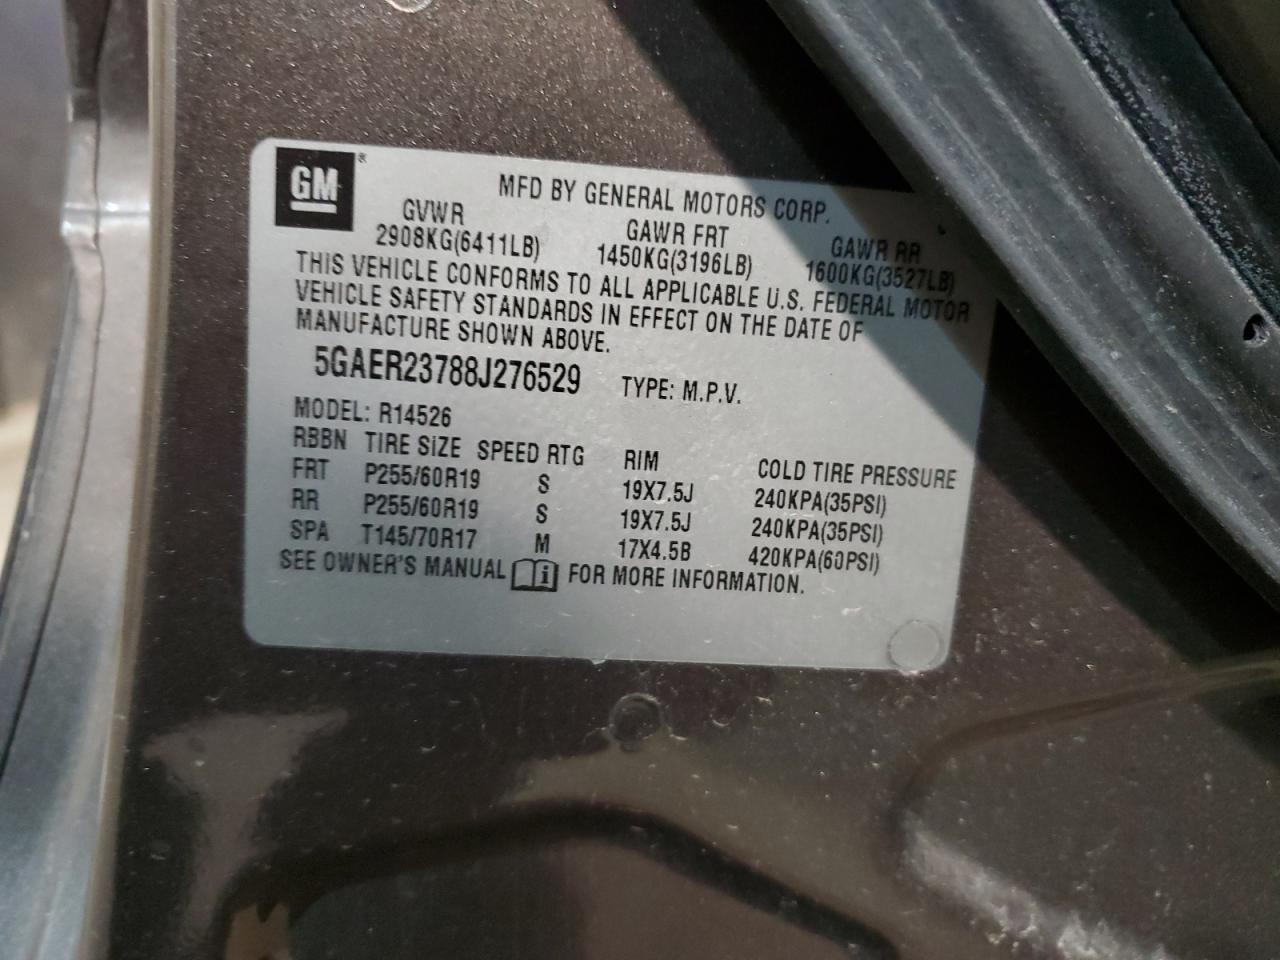 GM® MFD BY GENERAL MOTORS CORP.
GVWR GAWR FRT GAWR RR
2908KG(6411LB) 1450KG(3196LB) 1600KG(3527LB)
THIS VEHICLE CONFORMS TO ALL APPLICABLE U.S. FEDERAL MOTOR
VEHICLE SAFETY STANDARDS IN EFFECT ON THE DATE OF
MANUFACTURE SHOWN ABOVE.
5GAER23788J276529 TYPE: M.P.V.
MODEL: R14526
RBBN TIRE SIZE SPEED RTG RIM COLD TIRE PRESSURE
FRT P255/60R19 S 19X7.5J 240KPA(35PSI)
RR P255/60R19 S 19X7.5J 240KPA(35PSI)
SPA T145/70R17 M 17X4.5B 420KPA(60PSI)
SEE OWNER'S MANUAL i FOR MORE INFORMATION.